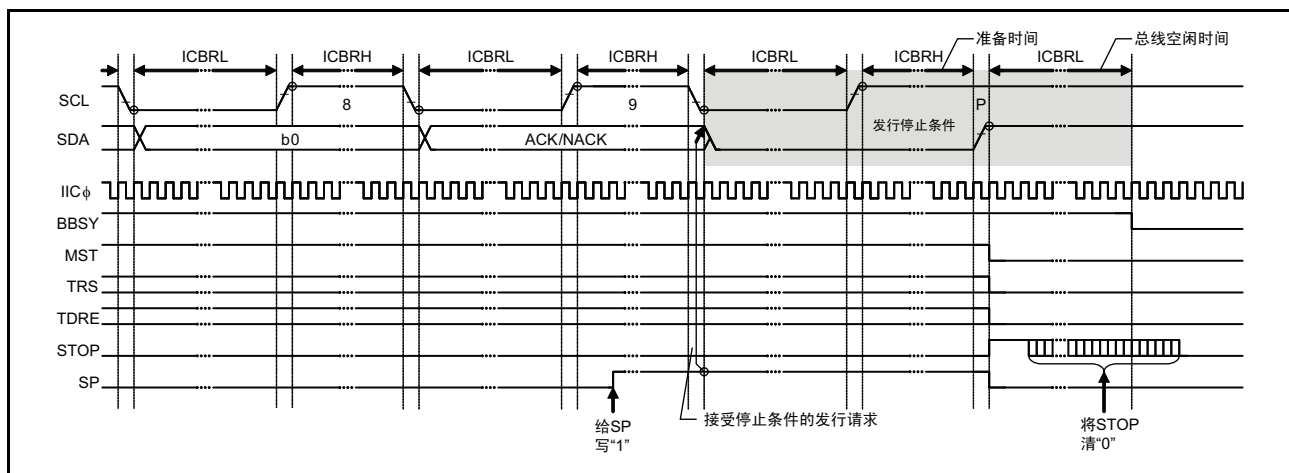 ICBRL ICBRH ICBRL ICBRH ICBRL ICBRH 准备时间 ICBRL 总线空闲时间
SCL 8 9 P
SDA b0 ACK/NACK 发行停止条件
IICϕ
BBSY
MST
TRS
TDRE
STOP
SP
给SP
写“1”
接受停止条件的发行请求
将STOP
清“0”